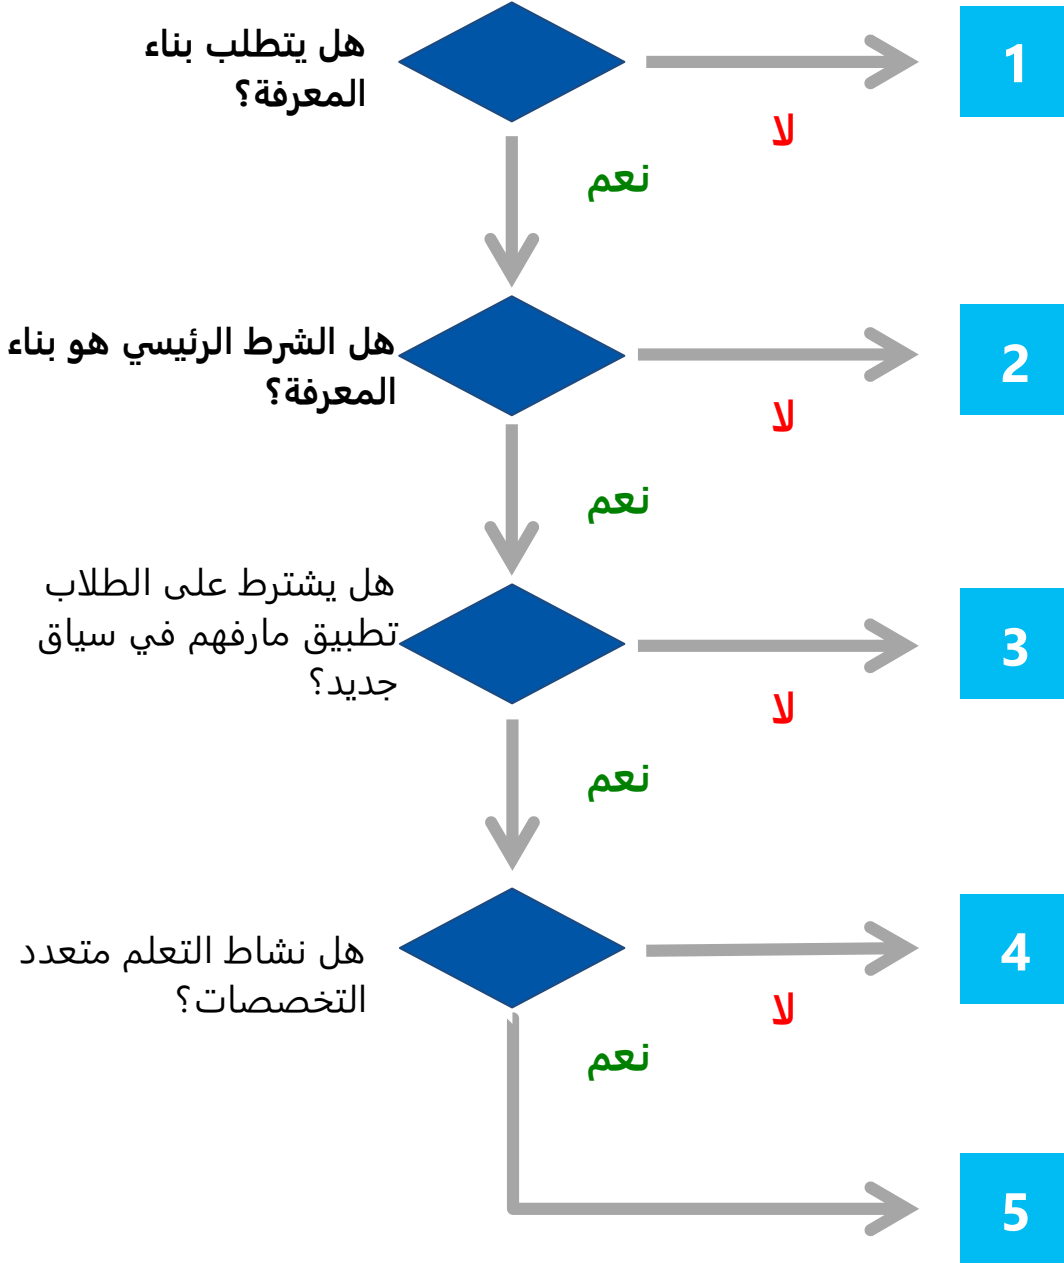 هل يتطلب بناء
المعرفة؟
1
لا
نعم
هل الشرط الرئيسي هو بناء
المعرفة؟
2
لا
نعم
هل يشترط على الطلاب
تطبيق مارفهم في سياق
جديد؟
3
لا
نعم
هل نشاط التعلم متعدد
التخصصات؟
4
لا
نعم
5